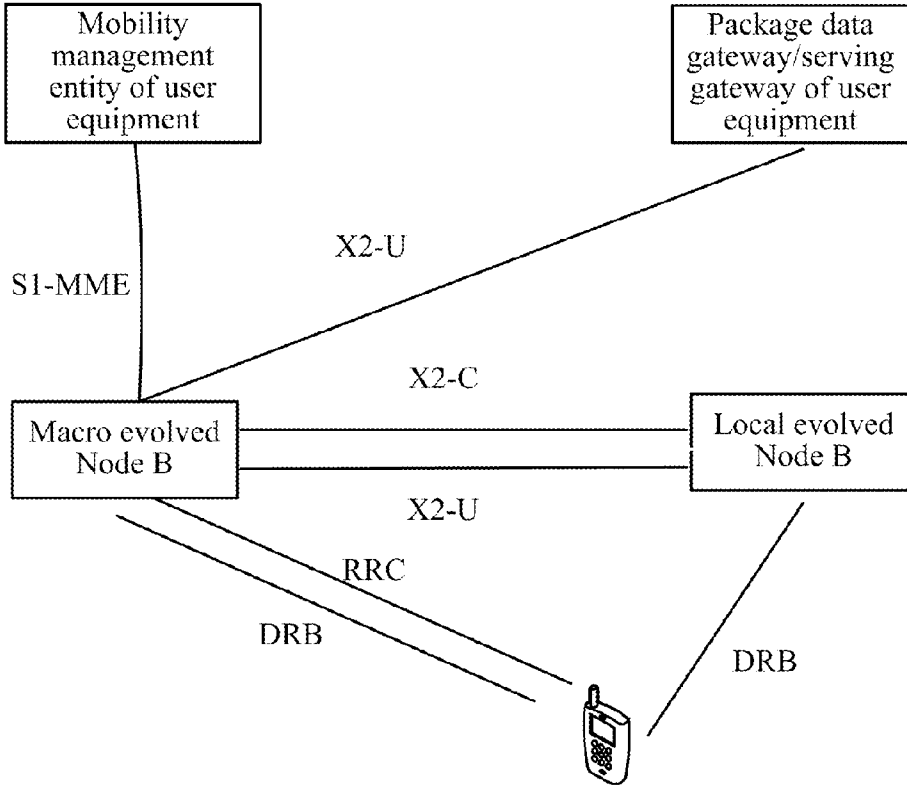 Mobility
management
entity of user
equipment
Package data
gateway/serving
gateway of user
equipment
X2-U
S1-MME
X2-C
Macro evolved
Node B
Local evolved
Node B
X2-U
RRC
DRB
DRB